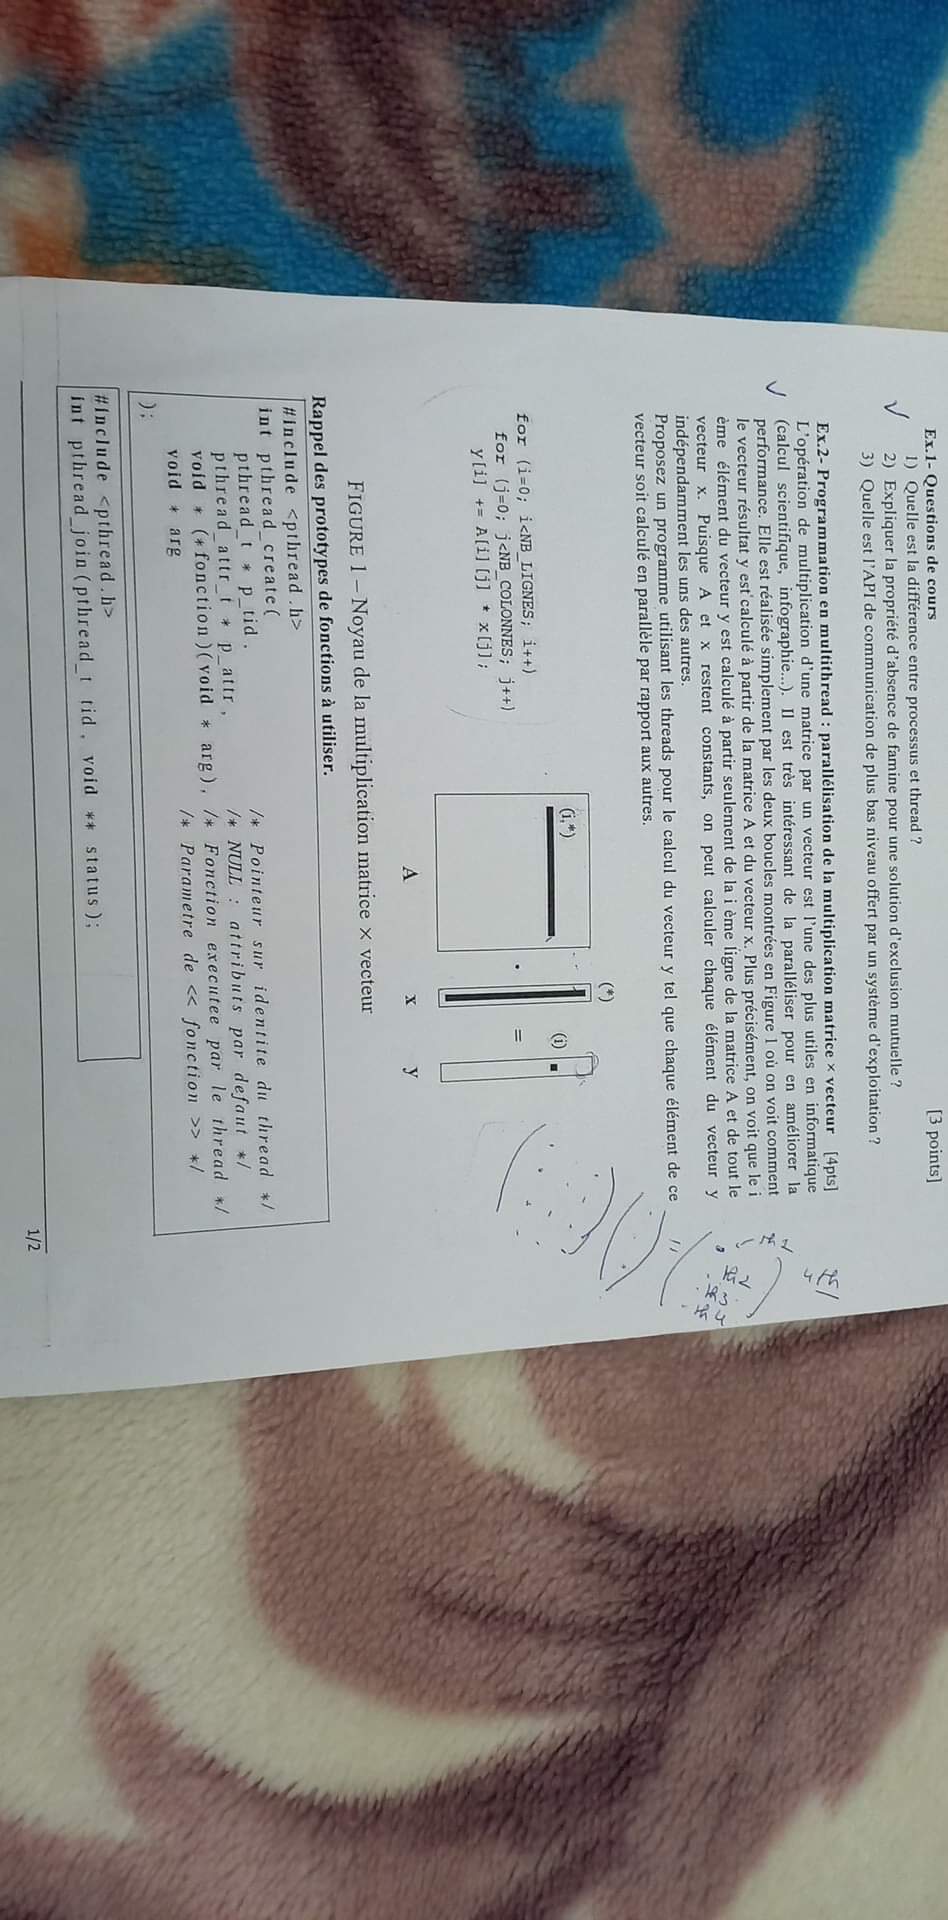 Ex.1- Questions de cours [3 points]
1) Quelle est la différence entre processus et thread ?
2) Expliquer la propriété d'absence de famine pour une solution d'exclusion mutuelle ?
3) Quelle est l'API de communication de plus bas niveau offert par un système d'exploitation ?
Ex.2- Programmation en multithread : parallélisation de la multiplication matrice × vecteur [4pts]
L'opération de multiplication d'une matrice par un vecteur est l'une des plus utiles en informatique
(calcul scientifique, infographie...). Il est très intéressant de la paralléliser pour en améliorer la
performance. Elle est réalisée simplement par les deux boucles montrées en Figure 1 où on voit comment
le vecteur résultat y est calculé à partir de la matrice A et du vecteur x. Plus précisément, on voit que le i
ème élément du vecteur y est calculé à partir seulement de la i ème ligne de la matrice A et de tout le
vecteur x. Puisque A et x restent constants, on peut calculer chaque élément du vecteur y
indépendamment les uns des autres.
Proposez un programme utilisant les threads pour le calcul du vecteur y tel que chaque élément de ce
vecteur soit calculé en parallèle par rapport aux autres.
for (i=0; i<NB_LIGNES; i++)
for (j=0; j<NB_COLONNES; j++)
y[i] += A[i][j] * x[j];
(i,*)
(*)
(i)
. =
A x y
FIGURE 1 – Noyau de la multiplication matrice × vecteur
Rappel des prototypes de fonctions à utiliser.
#include <pthread.h>
int pthread_create(
pthread_t * p_tid , /* Pointeur sur identite du thread */
pthread_attr_t * p_attr , /* NULL : attributs par defaut */
void * (*fonction)(void * arg), /* Fonction executee par le thread */
void * arg /* Parametre de << fonction >> */
);
#include <pthread.h>
int pthread_join(pthread_t tid , void ** status);
1/2